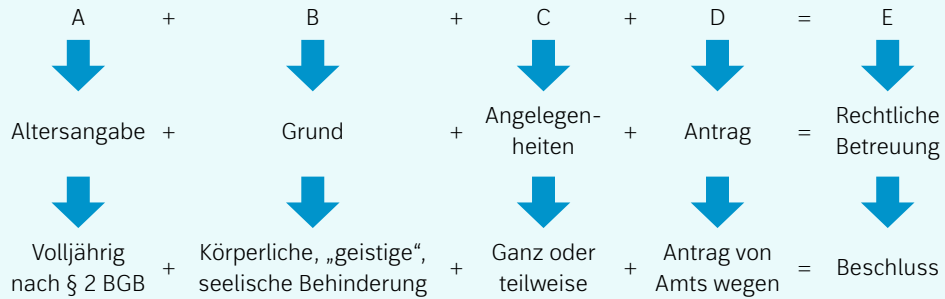 A + B + C + D = E
Altersangabe + Grund + Angelegen-
heiten + Antrag = Rechtliche
Betreuung
Volljährig
nach § 2 BGB + Körperliche, „geistige“,
seelische Behinderung + Ganz oder
teilweise + Antrag von
Amts wegen = Beschluss